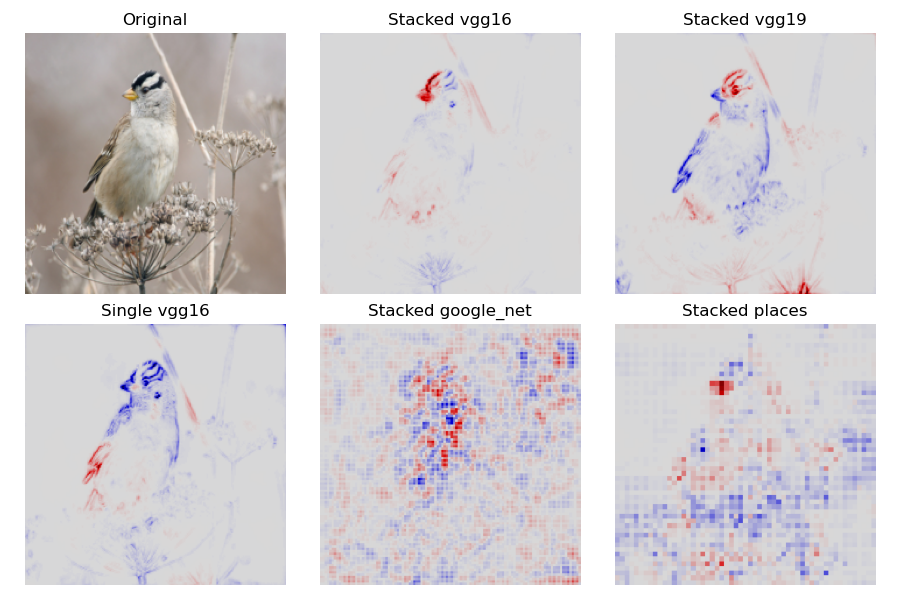 Original
Stacked vgg16
Stacked vgg19
Single vgg16
Stacked google_net
Stacked places